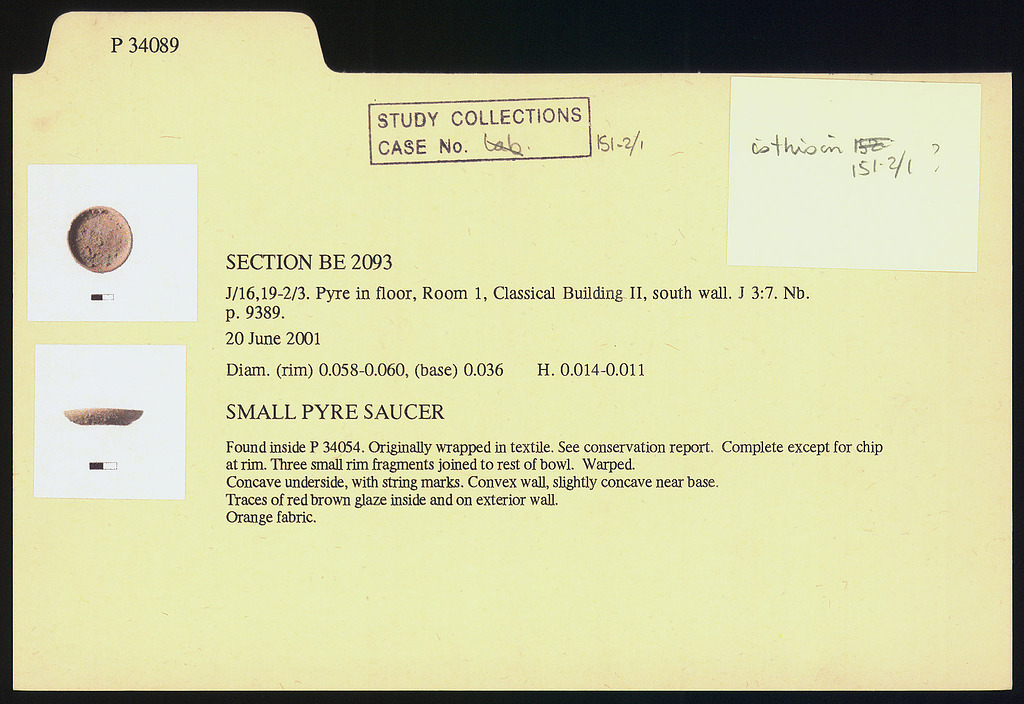 P 34089
STUDY COLLECTIONS
CASE No. Lab. 151-2/1
is this in 152
151-2/1 ?
SECTION BE 2093
J/16,19-2/3. Pyre in floor, Room 1, Classical Building II, south wall. J 3:7. Nb.
p. 9389.
20 June 2001
Diam. (rim) 0.058-0.060, (base) 0.036 H. 0.014-0.011
SMALL PYRE SAUCER
Found inside P 34054. Originally wrapped in textile. See conservation report. Complete except for chip
at rim. Three small rim fragments joined to rest of bowl. Warped.
Concave underside, with string marks. Convex wall, slightly concave near base.
Traces of red brown glaze inside and on exterior wall.
Orange fabric.